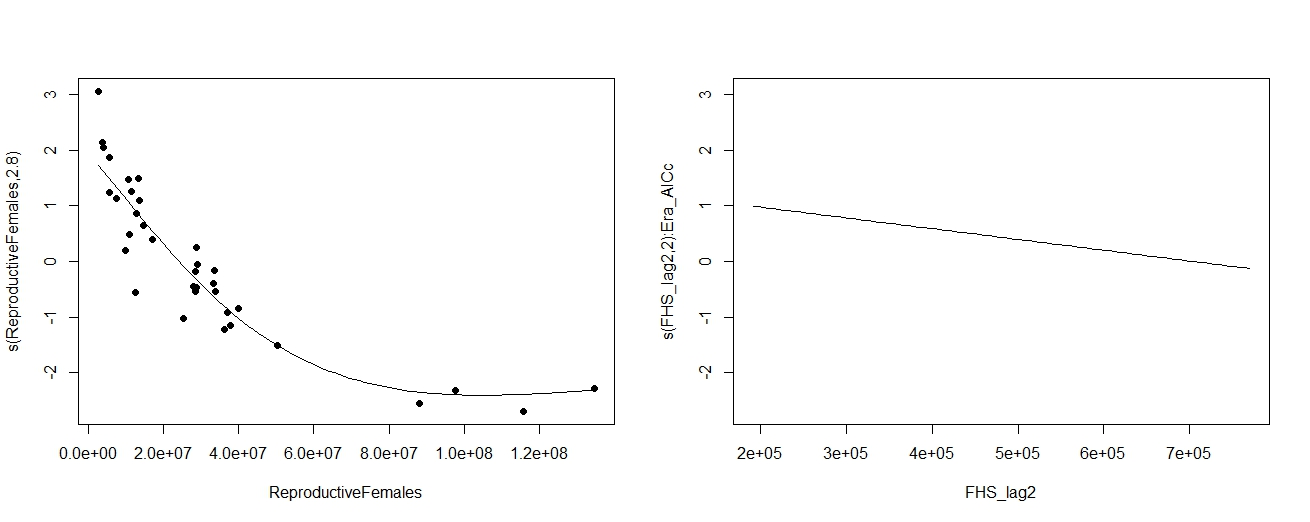 s(ReproductiveFemales,2.8)
3
2
1
0
-1
-2
0.0e+00 2.0e+07 4.0e+07 6.0e+07 8.0e+07 1.0e+08 1.2e+08
ReproductiveFemales
s(FHS_lag2,2):Era_AICc
3
2
1
0
-1
-2
2e+05 3e+05 4e+05 5e+05 6e+05 7e+05
FHS_lag2